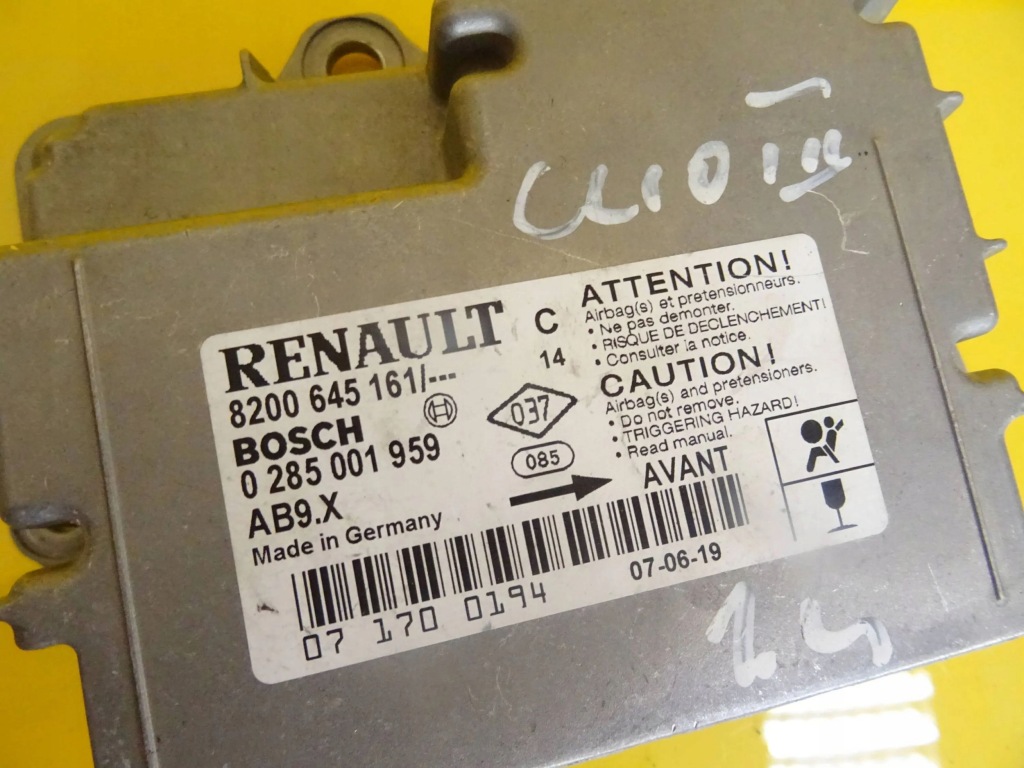 CLIO III
RENAULT
8200 645 161/---
BOSCH
0 285 001 959
AB9.X
Made in Germany
C
14
037
085
ATTENTION!
Airbag(s) et pretensionneurs.
• Ne pas demonter.
• RISQUE DE DECLENCHEMENT!
• Consulter la notice.
CAUTION!
Airbag(s) and pretensioners.
• Do not remove.
• TRIGGERING HAZARD!
• Read manual.
AVANT
07-06-19
07 170 0194